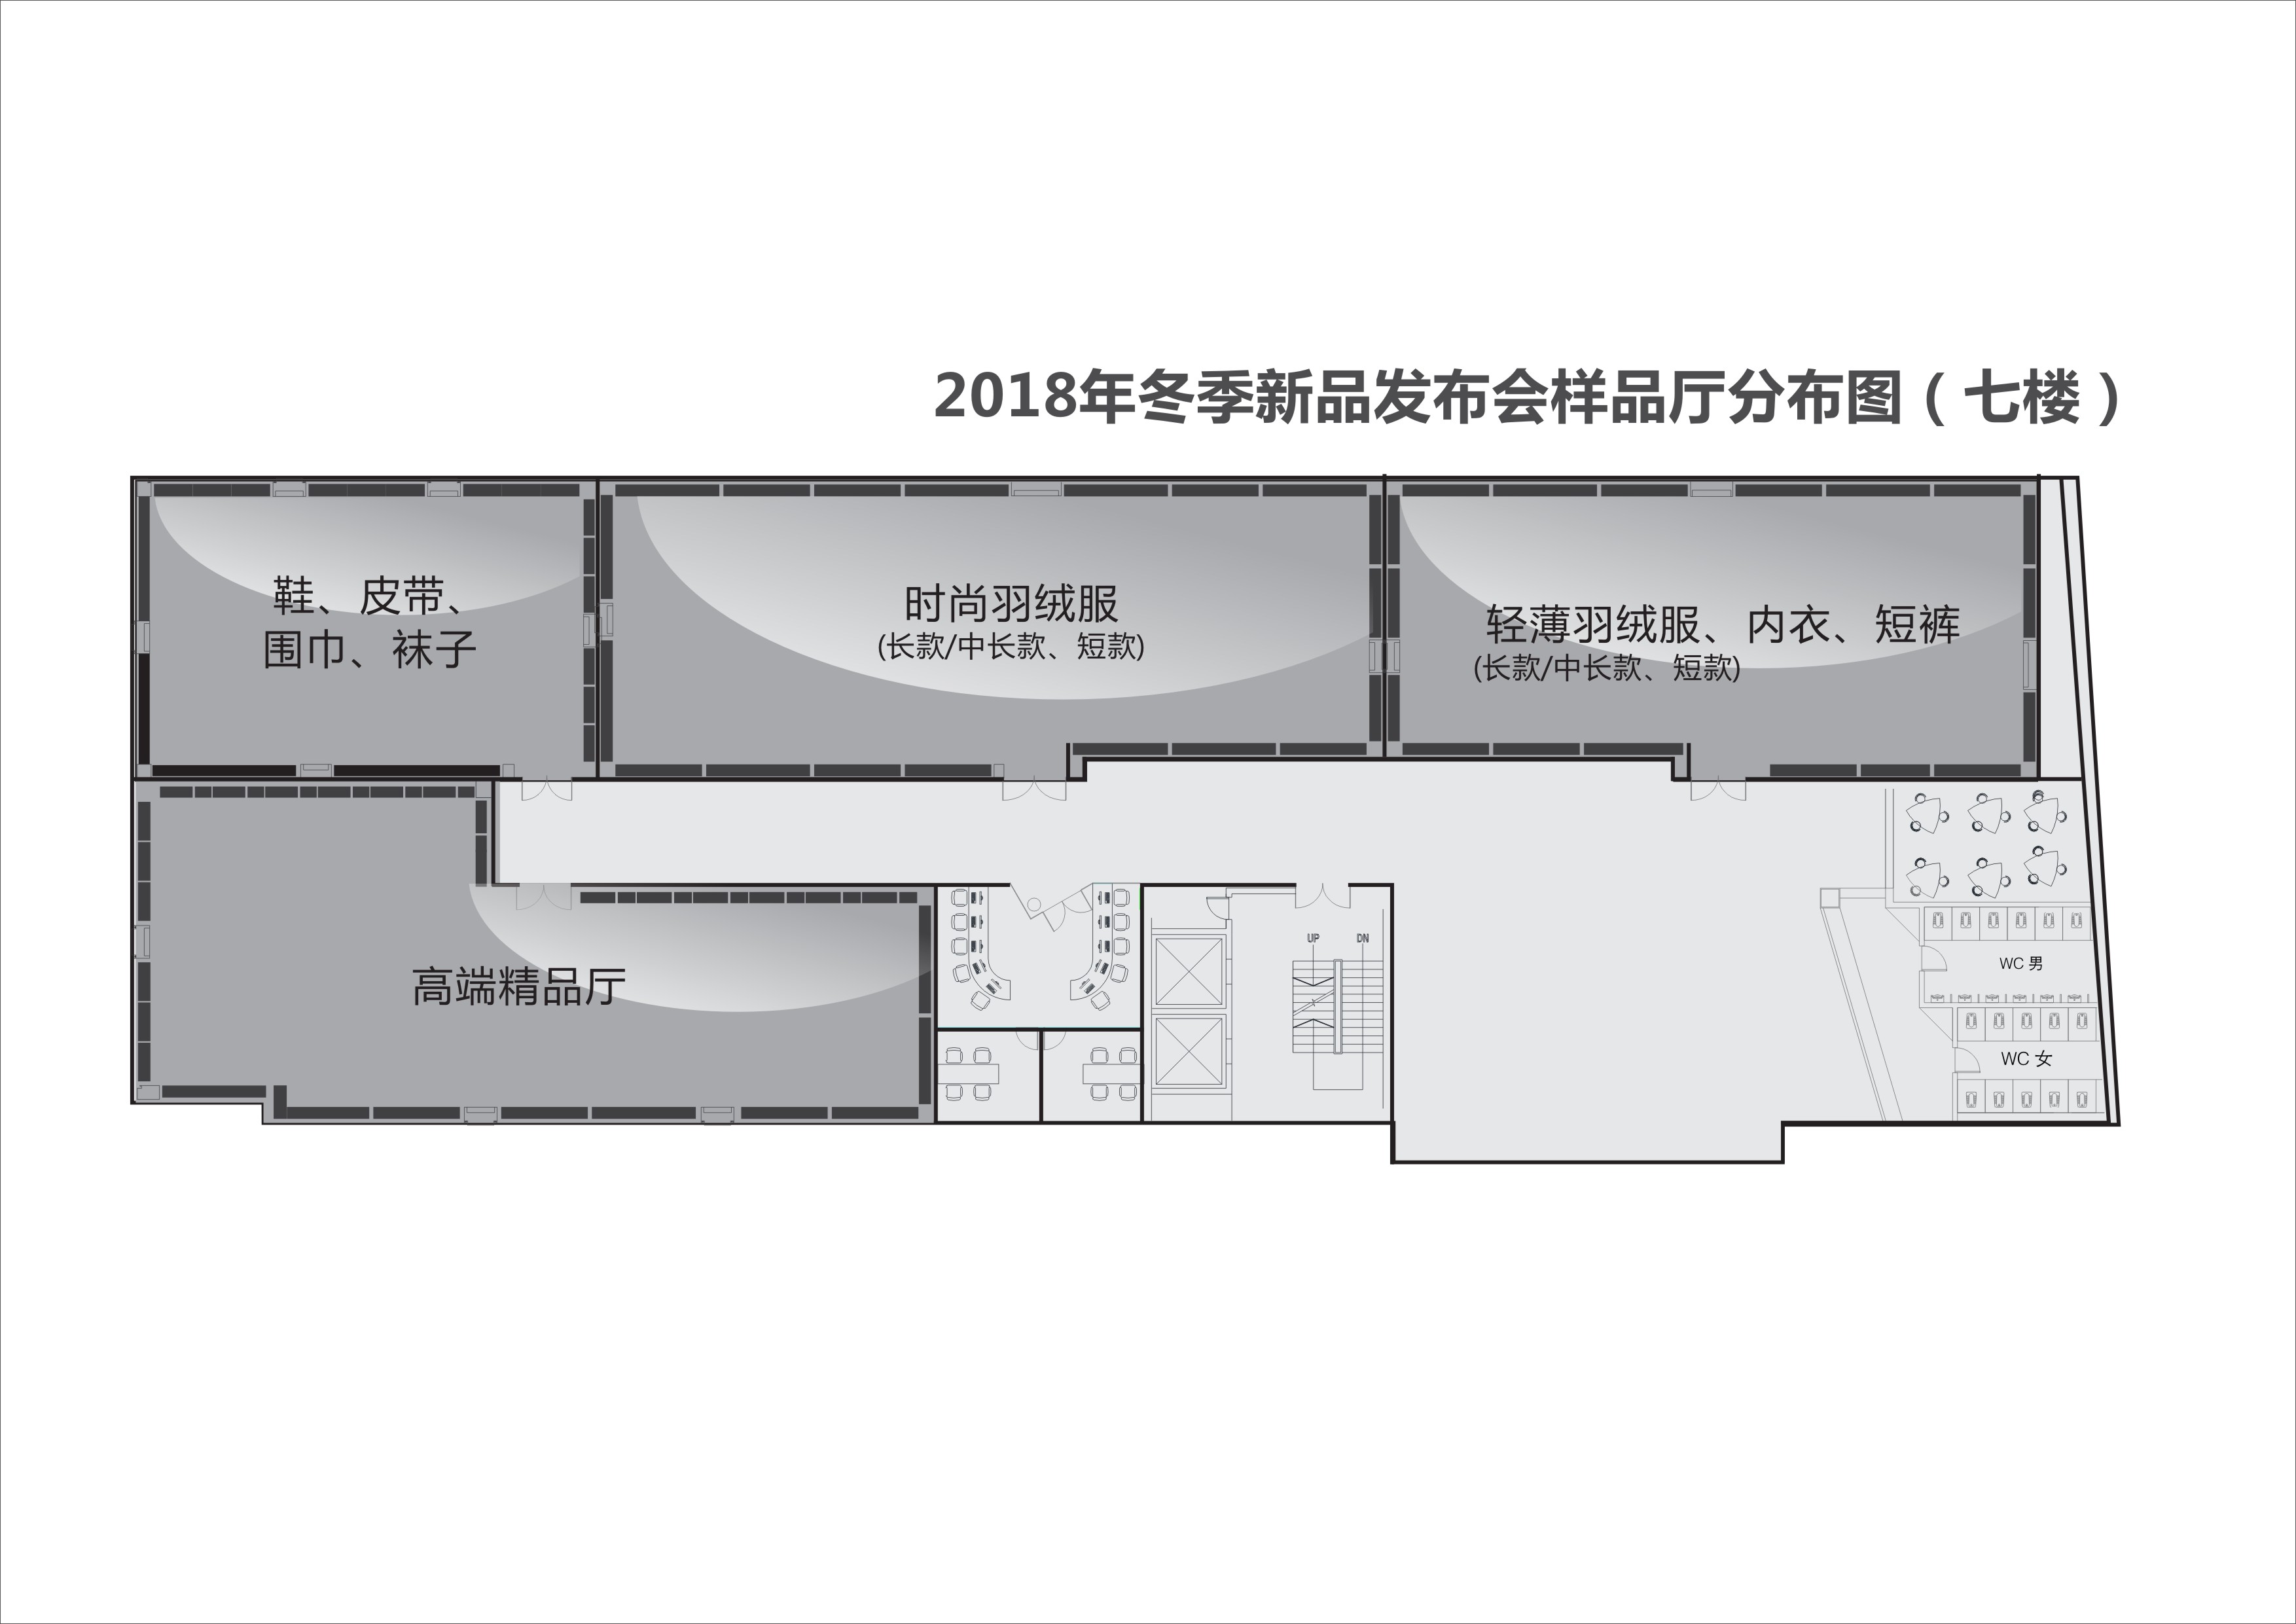 2018年冬季新品发布会样品厅分布图（七楼）
鞋、皮带、
围巾、袜子
时尚羽绒服
(长款/中长款、短款)
轻薄羽绒服、内衣、短裤
(长款/中长款、短款)
高端精品厅
UP
DN
WC 男
WC 女